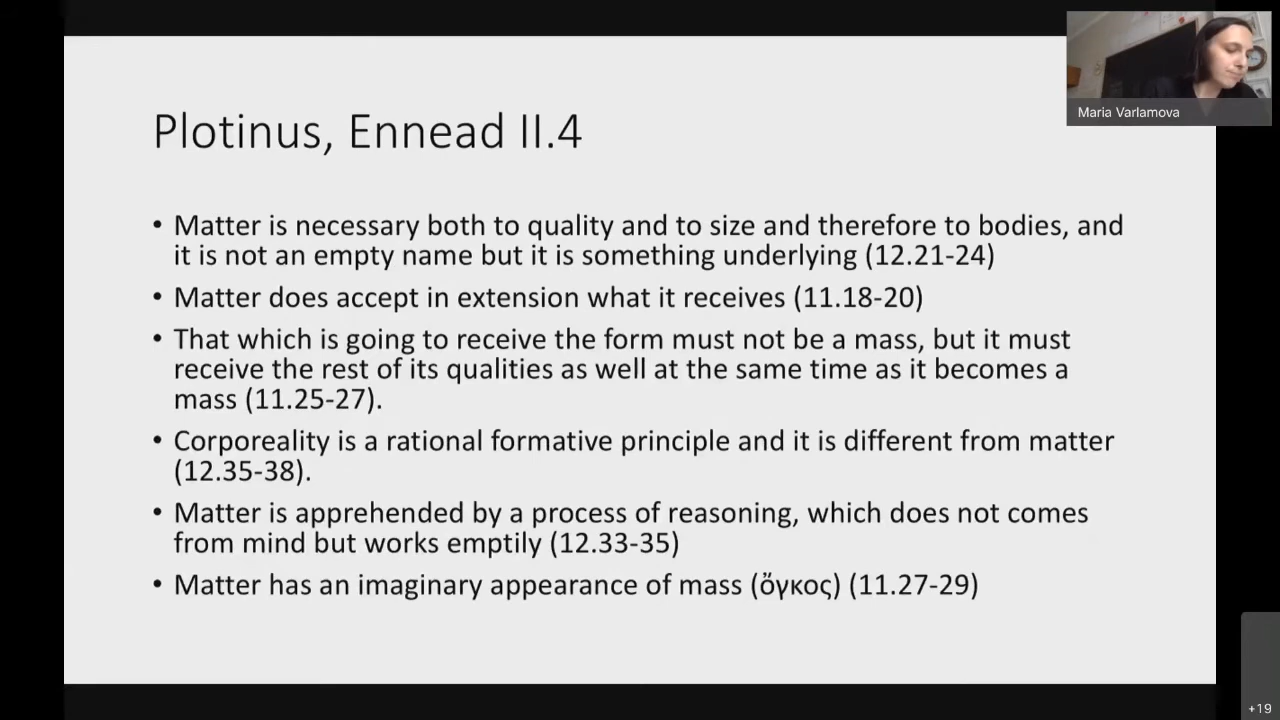 Maria Varlamova
Plotinus, Ennead II.4
• Matter is necessary both to quality and to size and therefore to bodies, and
it is not an empty name but it is something underlying (12.21-24)
• Matter does accept in extension what it receives (11.18-20)
• That which is going to receive the form must not be a mass, but it must
receive the rest of its qualities as well at the same time as it becomes a
mass (11.25-27).
• Corporeality is a rational formative principle and it is different from matter
(12.35-38).
• Matter is apprehended by a process of reasoning, which does not comes
from mind but works emptily (12.33-35)
• Matter has an imaginary appearance of mass (ὄγκος) (11.27-29)
+19